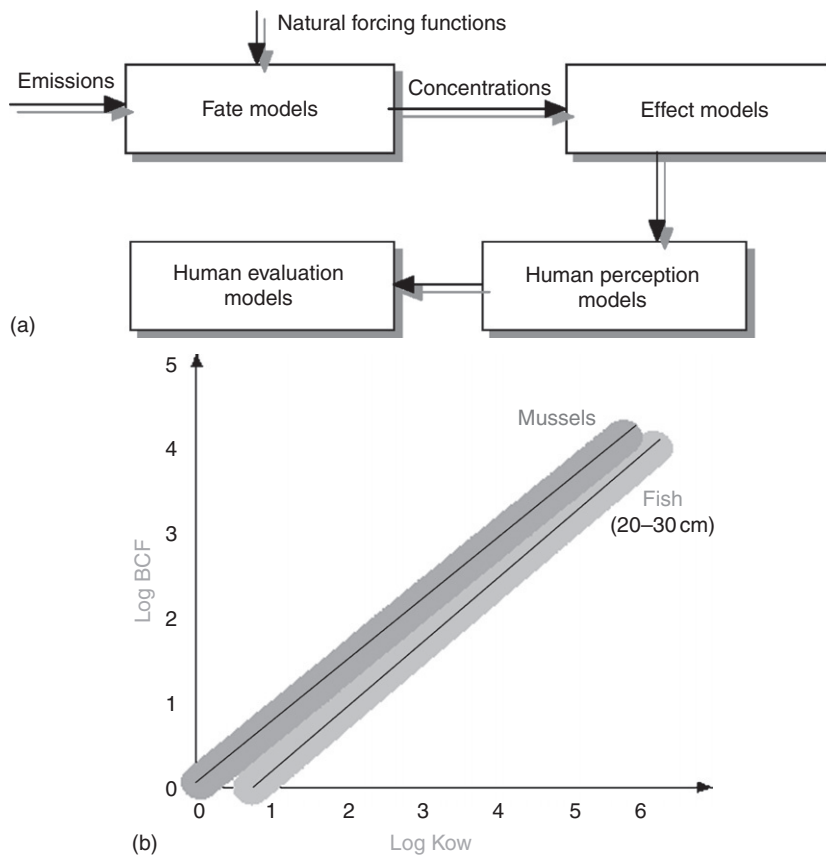 Natural forcing functions
Emissions
Fate models
Concentrations
Effect models
Human evaluation
models
Human perception
models
(a)
5
4
3
2
1
0
Log BCF
Mussels
Fish
(20–30 cm)
0 1 2 3 4 5 6
Log Kow
(b)